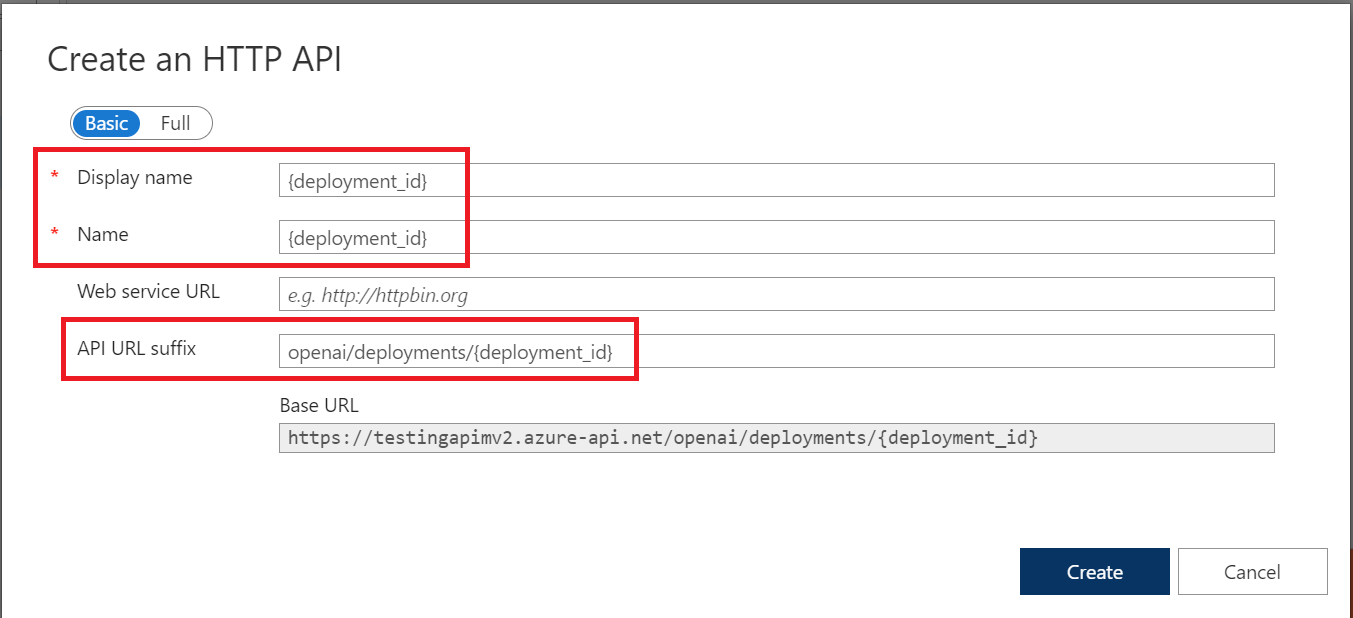 Create an HTTP API
Basic Full
* Display name {deployment_id}
* Name {deployment_id}
Web service URL e.g. http://httpbin.org
API URL suffix openai/deployments/{deployment_id}
Base URL
https://testingapimv2.azure-api.net/openai/deployments/{deployment_id}
Create Cancel